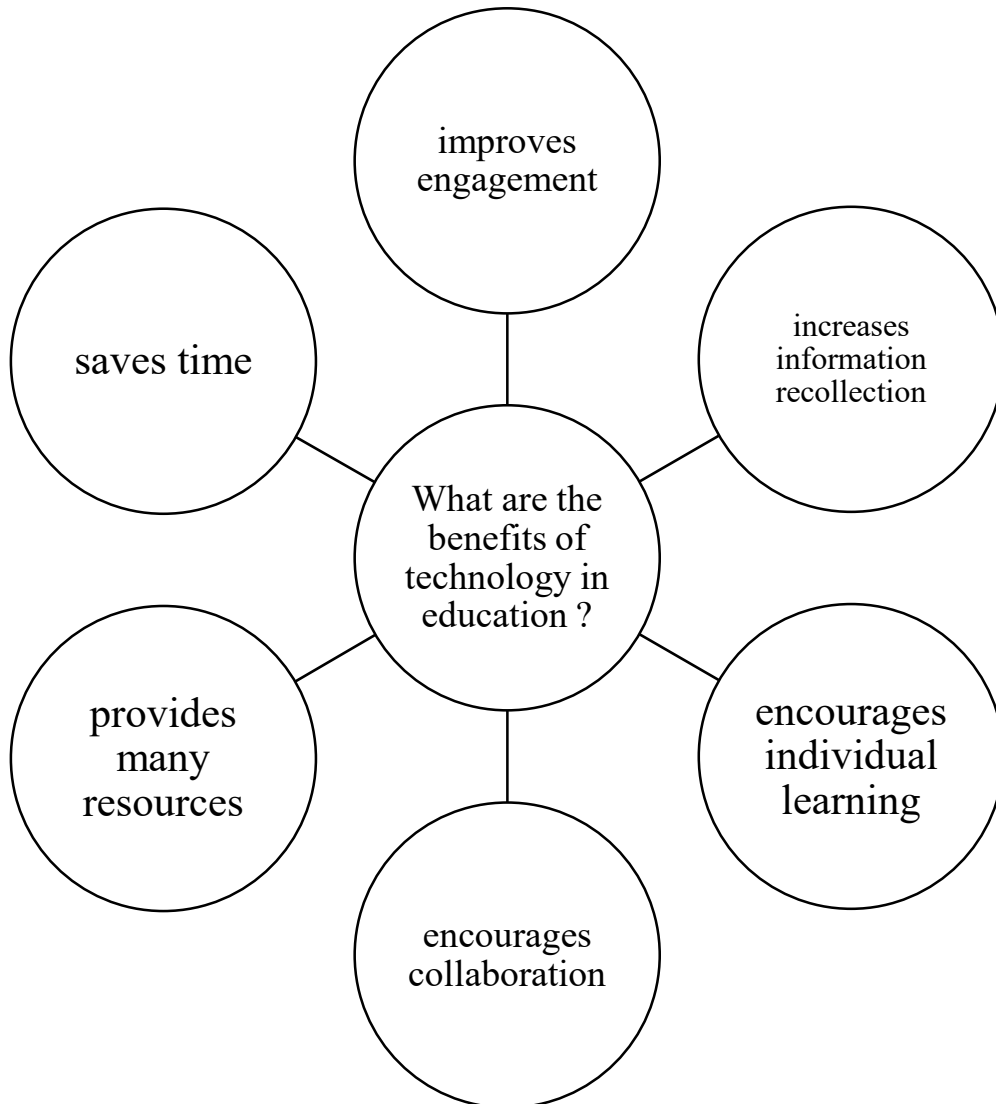 improves
engagement
saves time
increases
information
recollection
What are the
benefits of
technology in
education ?
provides
many
resources
encourages
individual
learning
encourages
collaboration